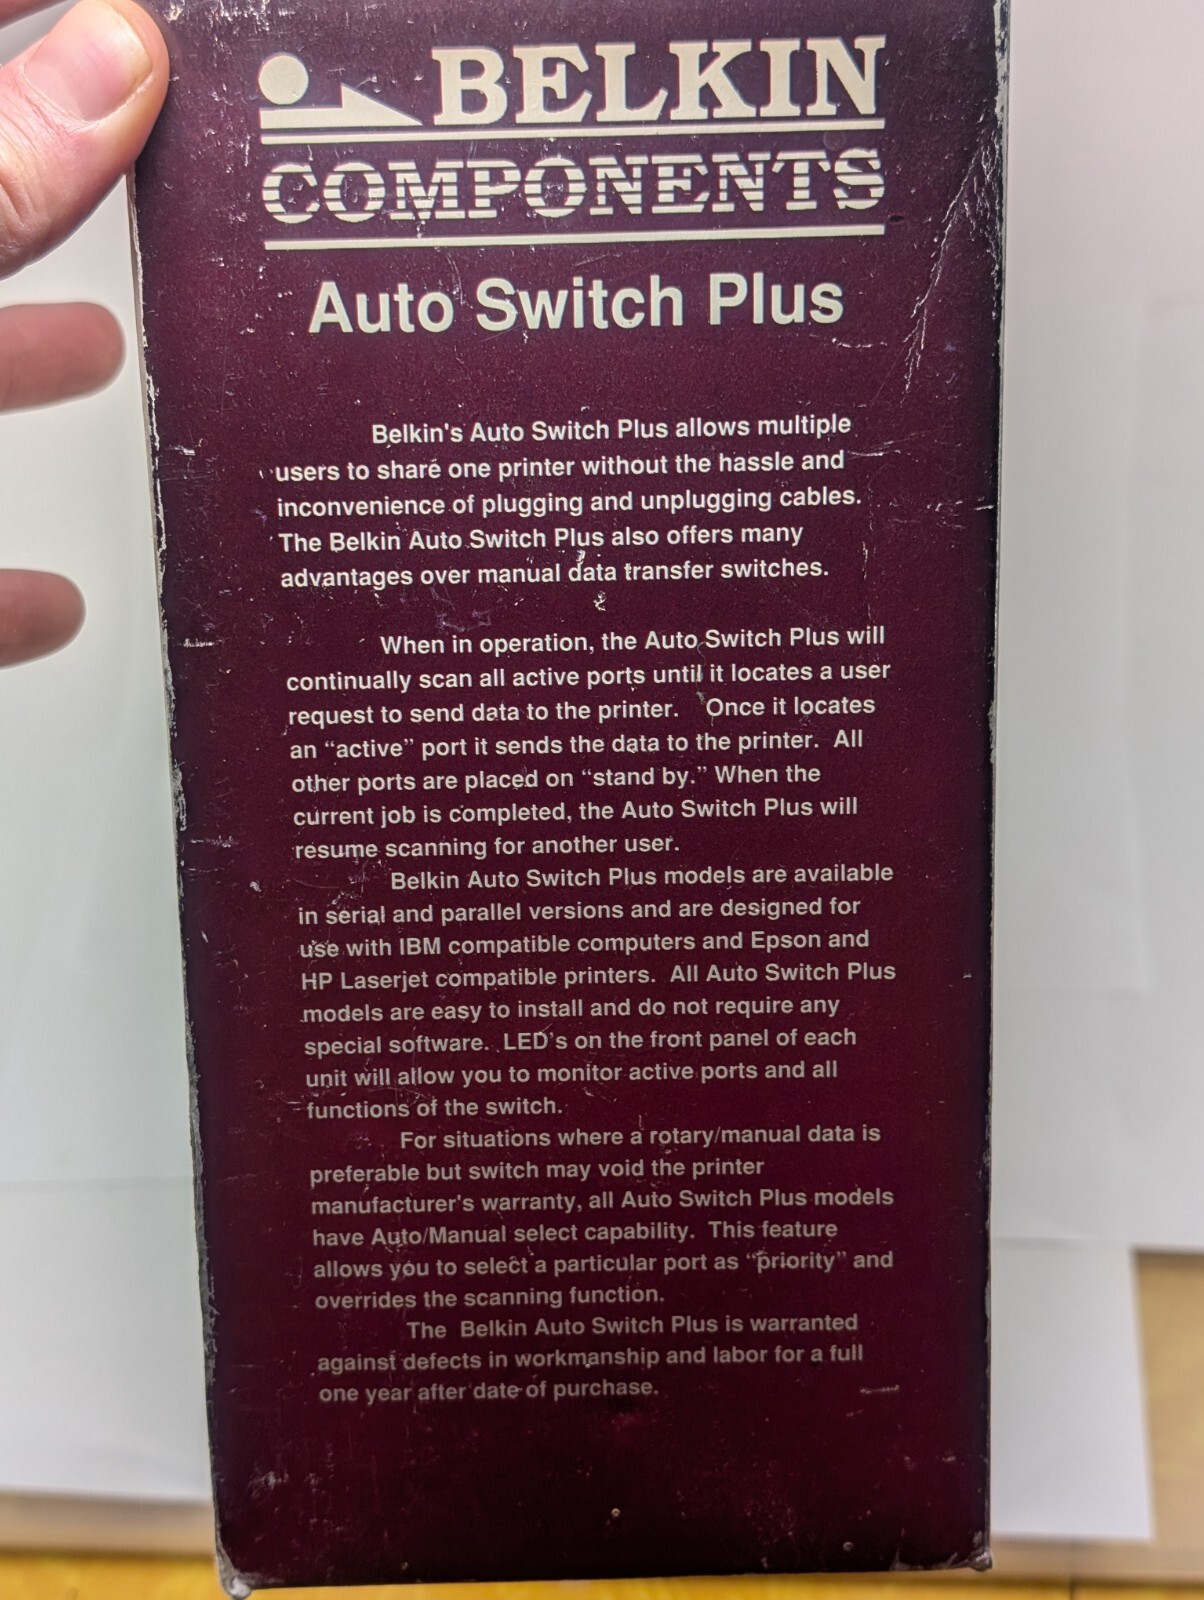 BELKIN
COMPONENTS
Auto Switch Plus
Belkin's Auto Switch Plus allows multiple
users to share one printer without the hassle and
inconvenience of plugging and unplugging cables.
The Belkin Auto Switch Plus also offers many
advantages over manual data transfer switches.
When in operation, the Auto Switch Plus will
continually scan all active ports until it locates a user
request to send data to the printer. Once it locates
an “active” port it sends the data to the printer. All
other ports are placed on “stand by.” When the
current job is completed, the Auto Switch Plus will
resume scanning for another user.
Belkin Auto Switch Plus models are available
in serial and parallel versions and are designed for
use with IBM compatible computers and Epson and
HP Laserjet compatible printers. All Auto Switch Plus
models are easy to install and do not require any
special software. LED's on the front panel of each
unit will allow you to monitor active ports and all
functions of the switch.
For situations where a rotary/manual data is
preferable but switch may void the printer
manufacturer's warranty, all Auto Switch Plus models
have Auto/Manual select capability. This feature
allows you to select a particular port as “priority” and
overrides the scanning function.
The Belkin Auto Switch Plus is warranted
against defects in workmanship and labor for a full
one year after date of purchase.